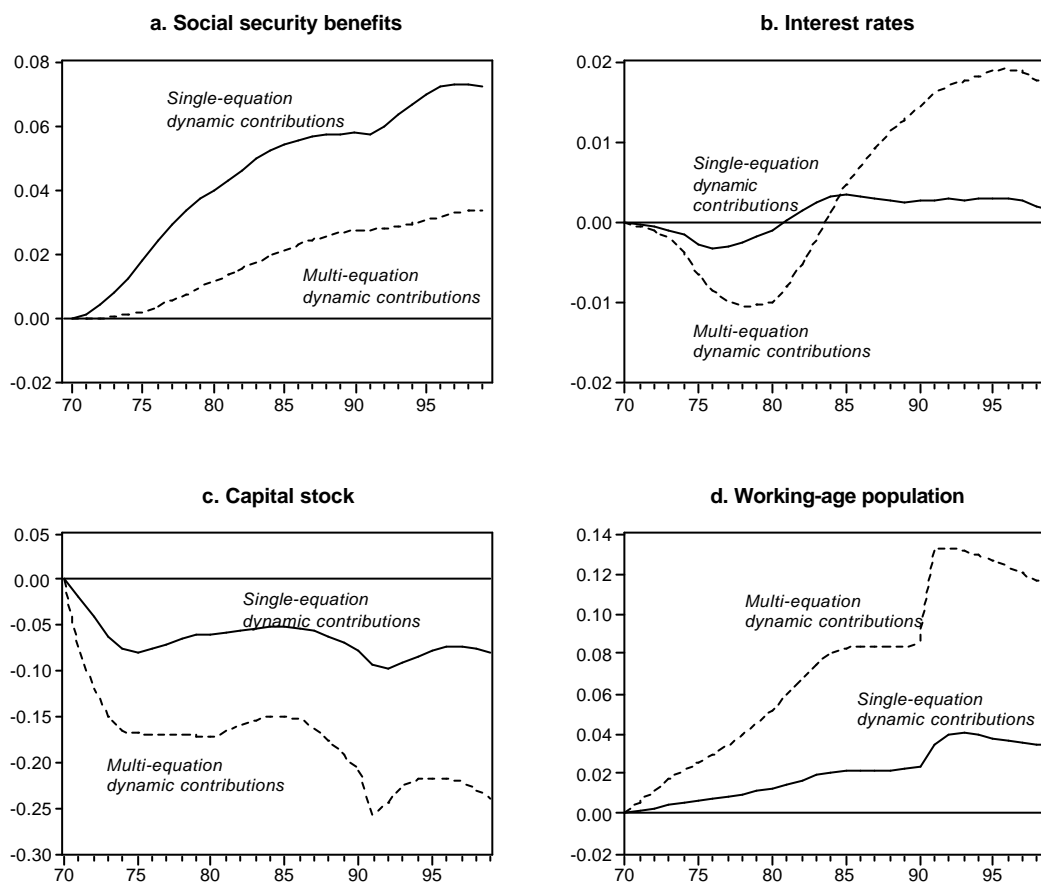 a. Social security benefits
0.08
0.06
0.04
0.02
0.00
-0.02
Single-equation
dynamic contributions
Multi-equation
dynamic contributions
70 75 80 85 90 95
b. Interest rates
0.02
0.01
0.00
-0.01
-0.02
Single-equation
dynamic
contributions
Multi-equation
dynamic contributions
70 75 80 85 90 95
c. Capital stock
0.05
0.00
-0.05
-0.10
-0.15
-0.20
-0.25
-0.30
Single-equation
dynamic contributions
Multi-equation
dynamic contributions
70 75 80 85 90 95
d. Working-age population
0.14
0.12
0.10
0.08
0.06
0.04
0.02
0.00
-0.02
Multi-equation
dynamic contributions
Single-equation
dynamic contributions
70 75 80 85 90 95